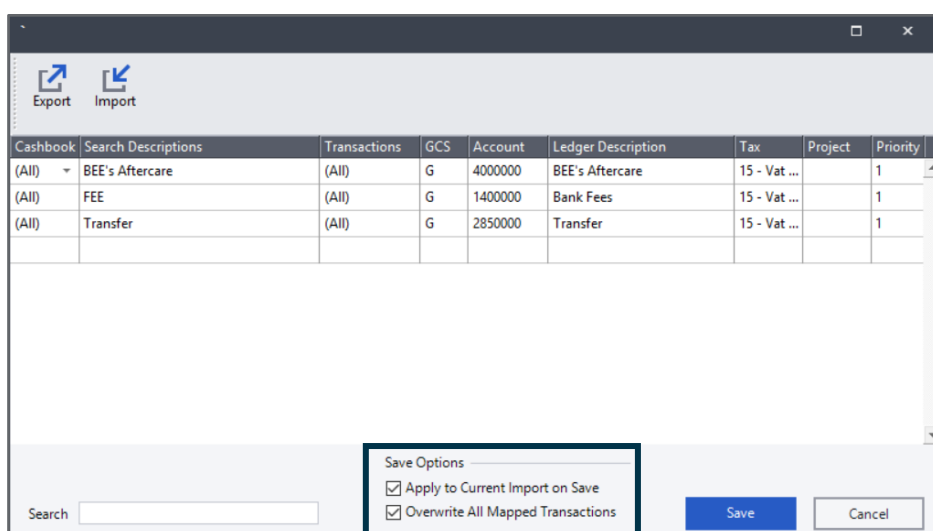 Export Import
Cashbook Search Descriptions Transactions GCS Account Ledger Description Tax Project Priority
(All) BEE's Aftercare (All) G 4000000 BEE's Aftercare 15 - Vat ... 1
(All) FEE (All) G 1400000 Bank Fees 15 - Vat ... 1
(All) Transfer (All) G 2850000 Transfer 15 - Vat ... 1
Save Options
Apply to Current Import on Save
Search Overwrite All Mapped Transactions Save Cancel